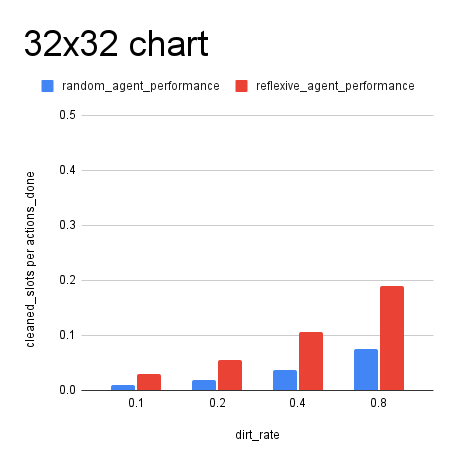 32x32 chart
random_agent_performance reflexive_agent_performance
0.5
0.4
0.3
0.2
0.1
0.0
cleaned_slots per actions_done
0.1 0.2 0.4 0.8
dirt_rate